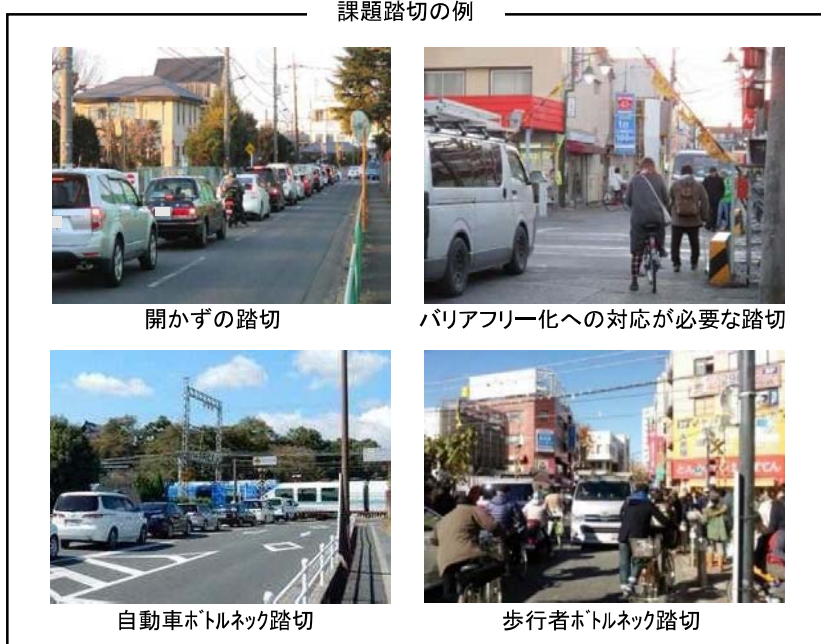 課題踏切の例
開かずの踏切
バリアフリー化への対応が必要な踏切
自動車ﾎﾞﾄﾙﾈｯｸ踏切
歩行者ﾎﾞﾄﾙﾈｯｸ踏切